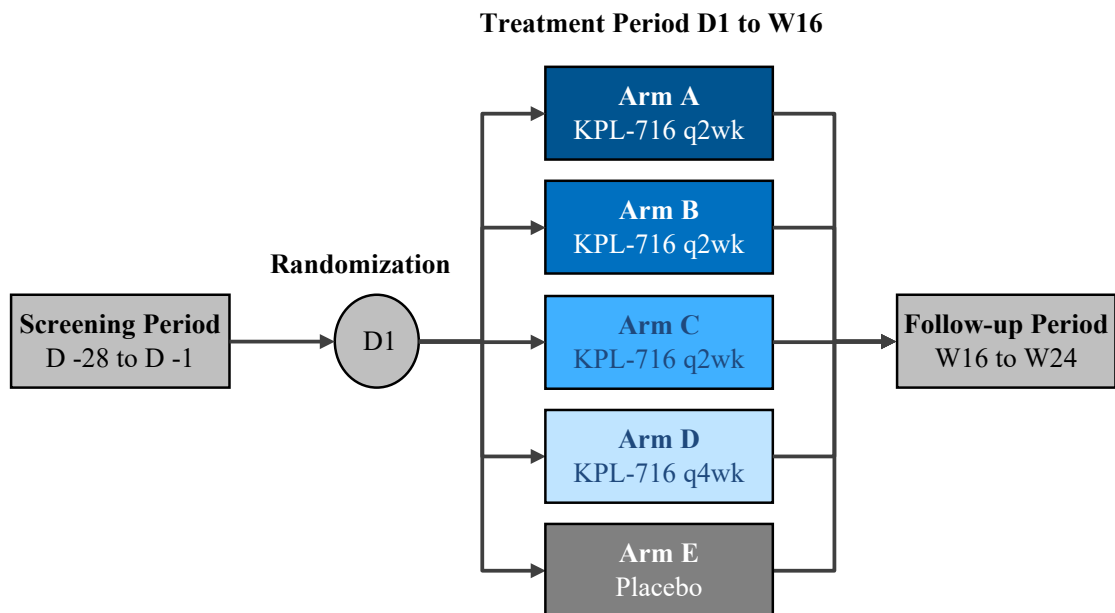 Treatment Period D1 to W16
Arm A
KPL-716 q2wk
Arm B
KPL-716 q2wk
Randomization
Screening Period
D -28 to D -1
D1
Arm C
KPL-716 q2wk
Follow-up Period
W16 to W24
Arm D
KPL-716 q4wk
Arm E
Placebo